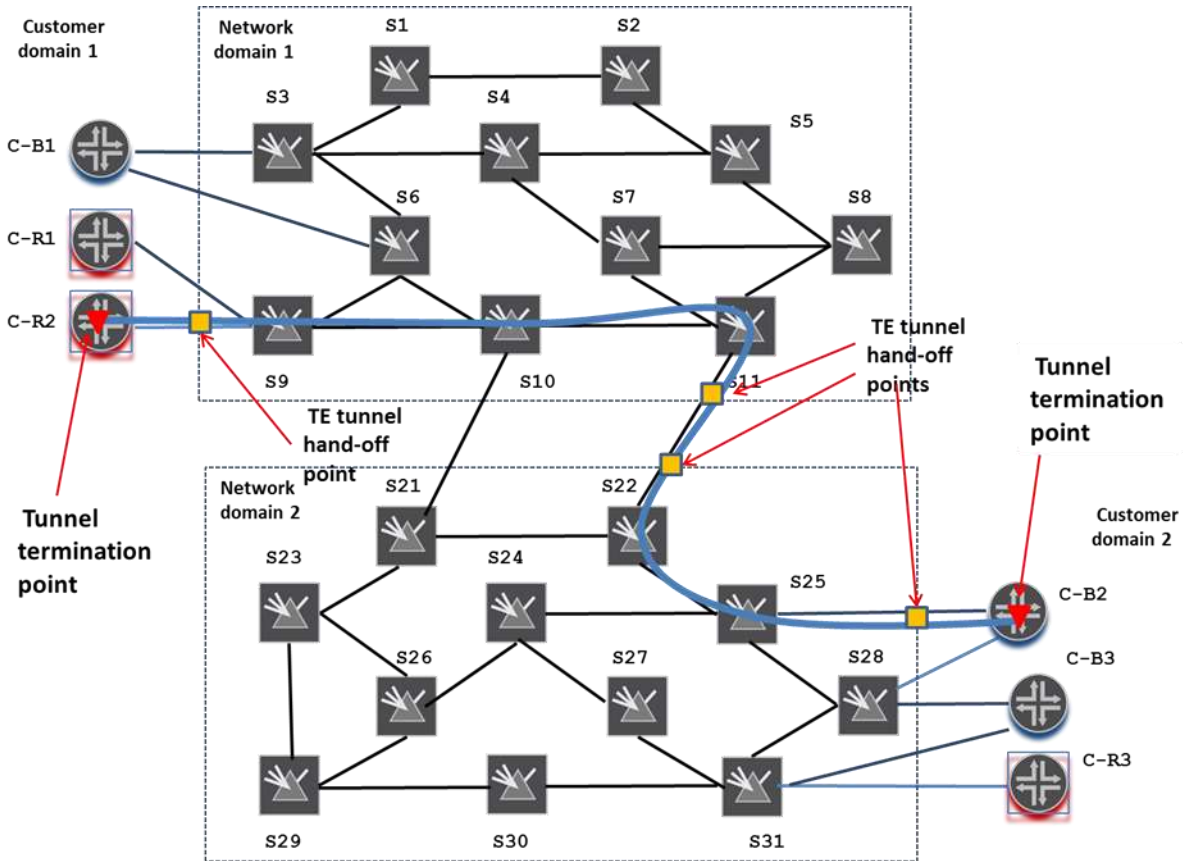 Customer
domain 1
Network
domain 1
S1
S2
S3
S4
S5
C-B1
S6
S7
S8
C-R1
C-R2
S9
S10
S11
TE tunnel
hand-off
points
Tunnel
termination
point
TE tunnel
hand-off
point
Tunnel
termination
point
Network
domain 2
S21
S22
Customer
domain 2
S23
S24
S25
C-B2
S26
S27
S28
C-B3
C-R3
S29
S30
S31